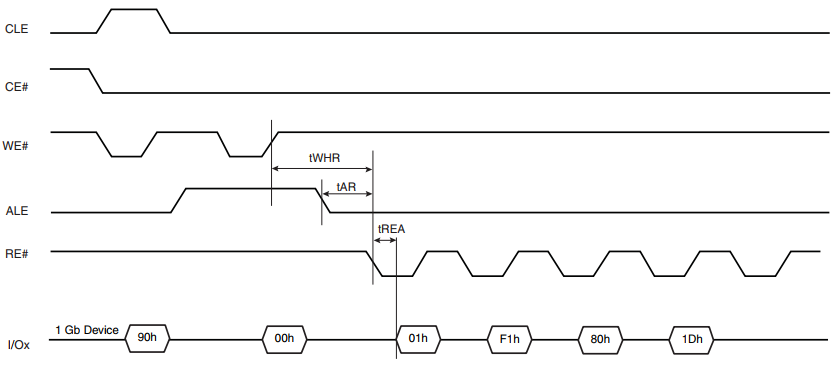 CLE
CE#
WE#
tWHR
tAR
ALE
tREA
RE#
1 Gb Device
90h 00h 01h F1h 80h 1Dh
I/Ox